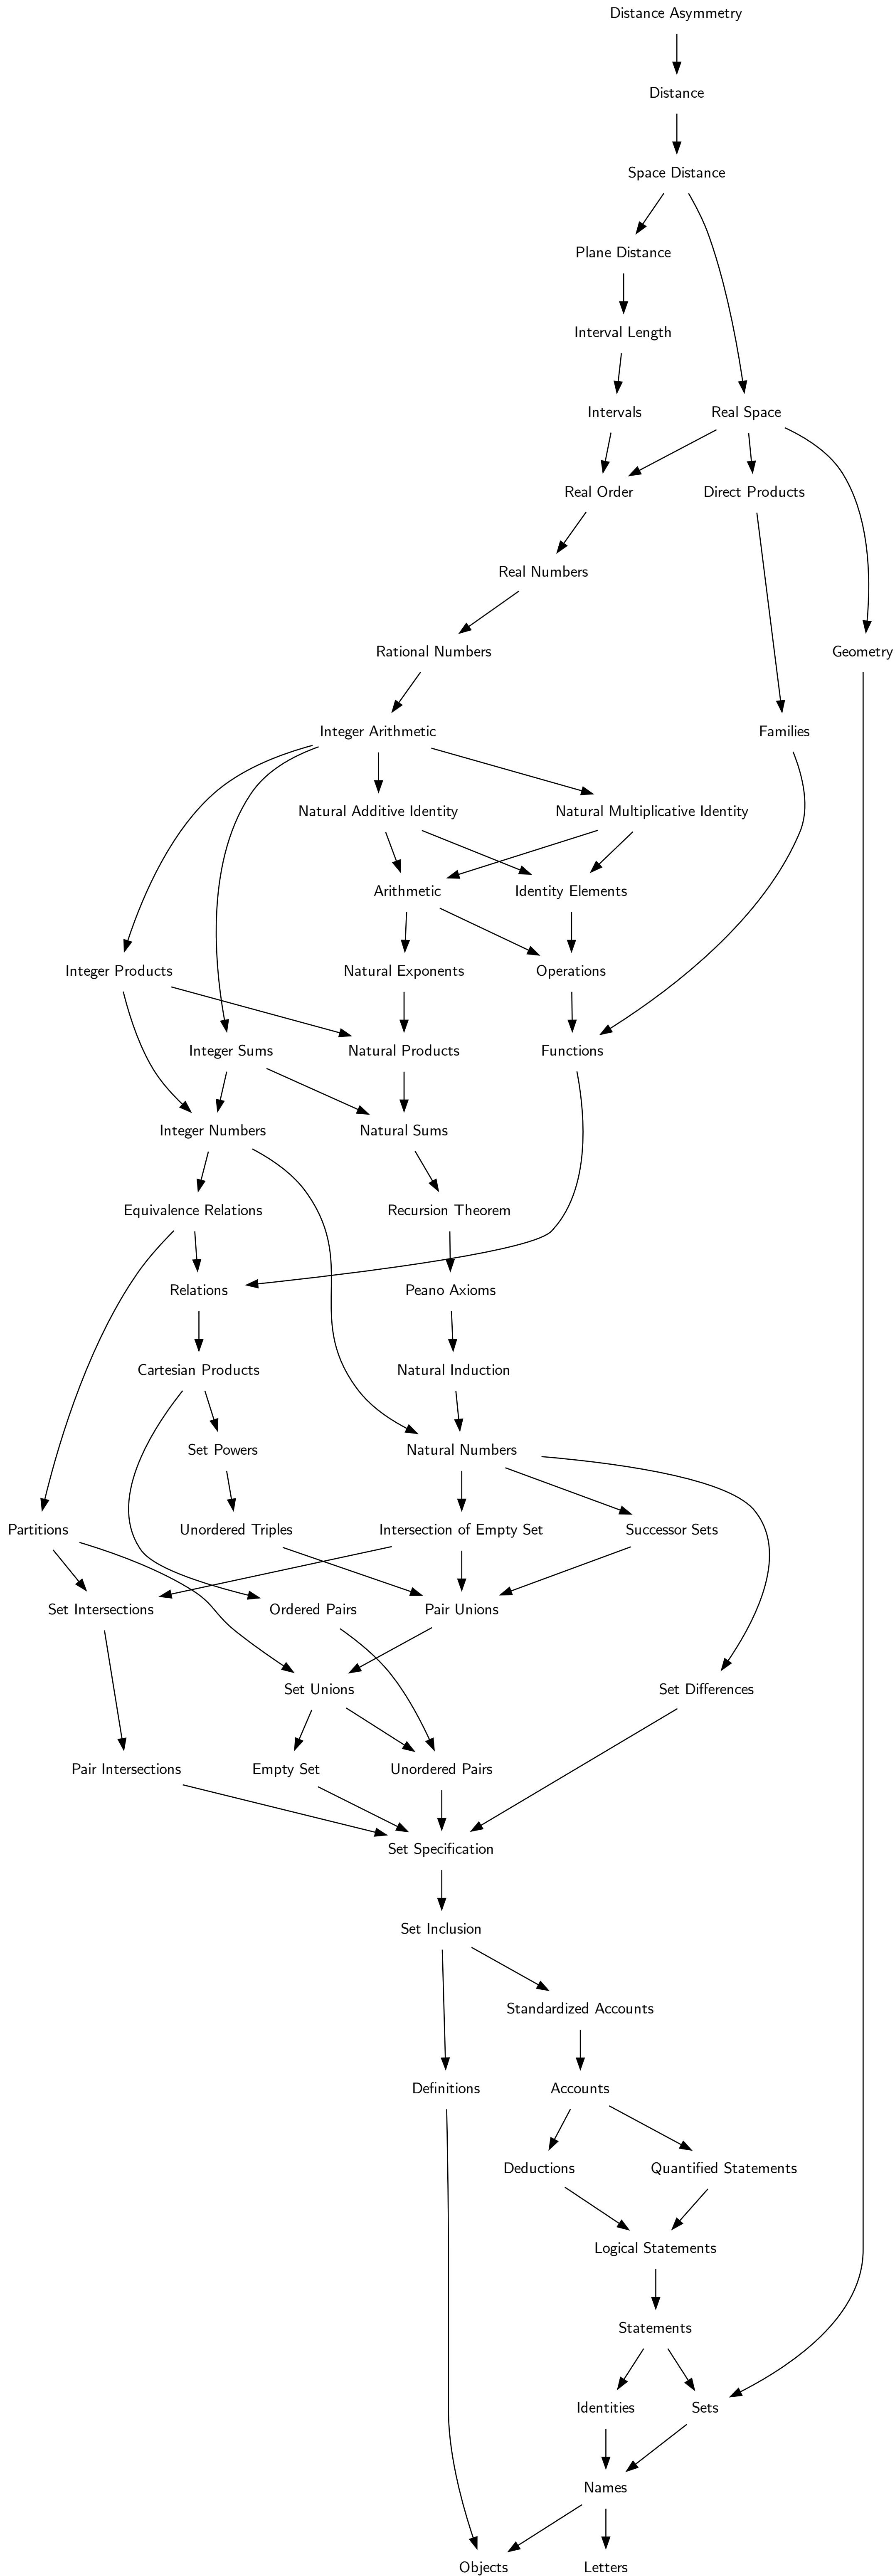 Distance Asymmetry
Distance
Space Distance
Plane Distance
Interval Length
Intervals
Real Space
Real Order
Direct Products
Real Numbers
Rational Numbers
Geometry
Integer Arithmetic
Families
Natural Additive Identity
Natural Multiplicative Identity
Arithmetic
Identity Elements
Integer Products
Natural Exponents
Operations
Integer Sums
Natural Products
Functions
Integer Numbers
Natural Sums
Equivalence Relations
Recursion Theorem
Relations
Peano Axioms
Cartesian Products
Natural Induction
Set Powers
Natural Numbers
Partitions
Unordered Triples
Intersection of Empty Set
Successor Sets
Set Intersections
Ordered Pairs
Pair Unions
Set Unions
Set Differences
Pair Intersections
Empty Set
Unordered Pairs
Set Specification
Set Inclusion
Standardized Accounts
Definitions
Accounts
Deductions
Quantified Statements
Logical Statements
Statements
Identities
Sets
Names
Objects
Letters